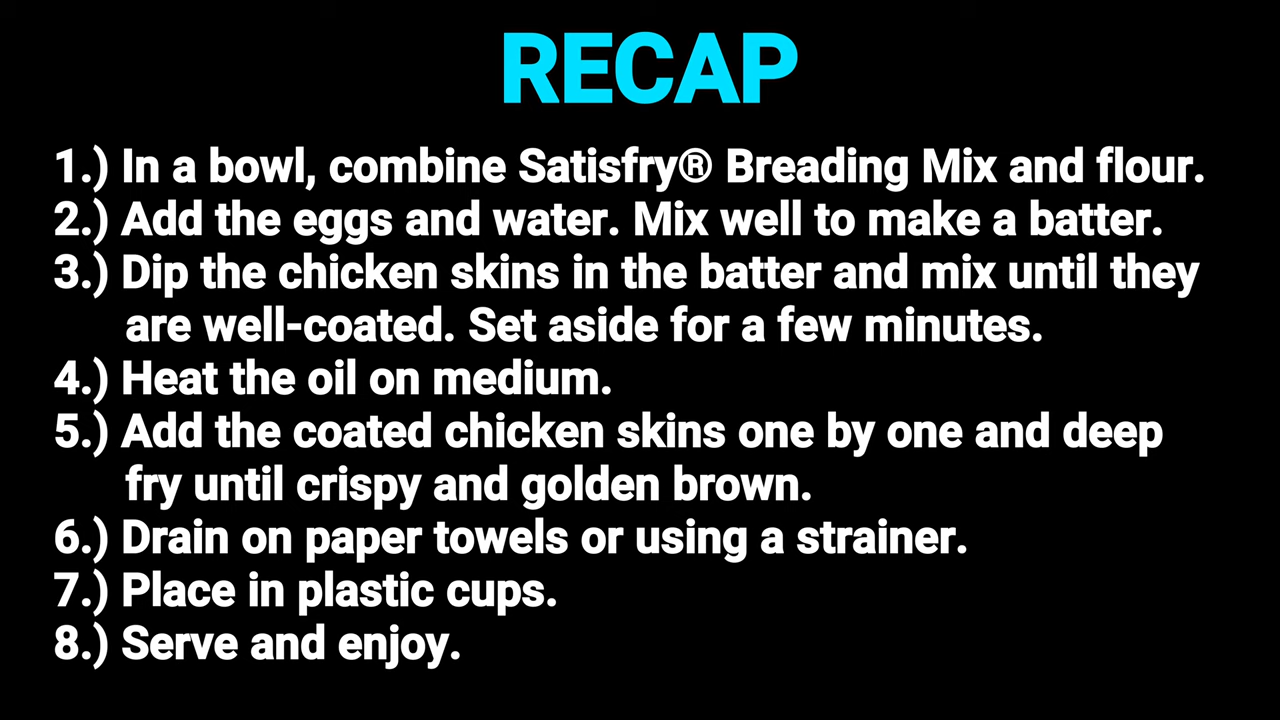 RECAP
1.) In a bowl, combine Satisfry® Breading Mix and flour.
2.) Add the eggs and water. Mix well to make a batter.
3.) Dip the chicken skins in the batter and mix until they
are well-coated. Set aside for a few minutes.
4.) Heat the oil on medium.
5.) Add the coated chicken skins one by one and deep
fry until crispy and golden brown.
6.) Drain on paper towels or using a strainer.
7.) Place in plastic cups.
8.) Serve and enjoy.